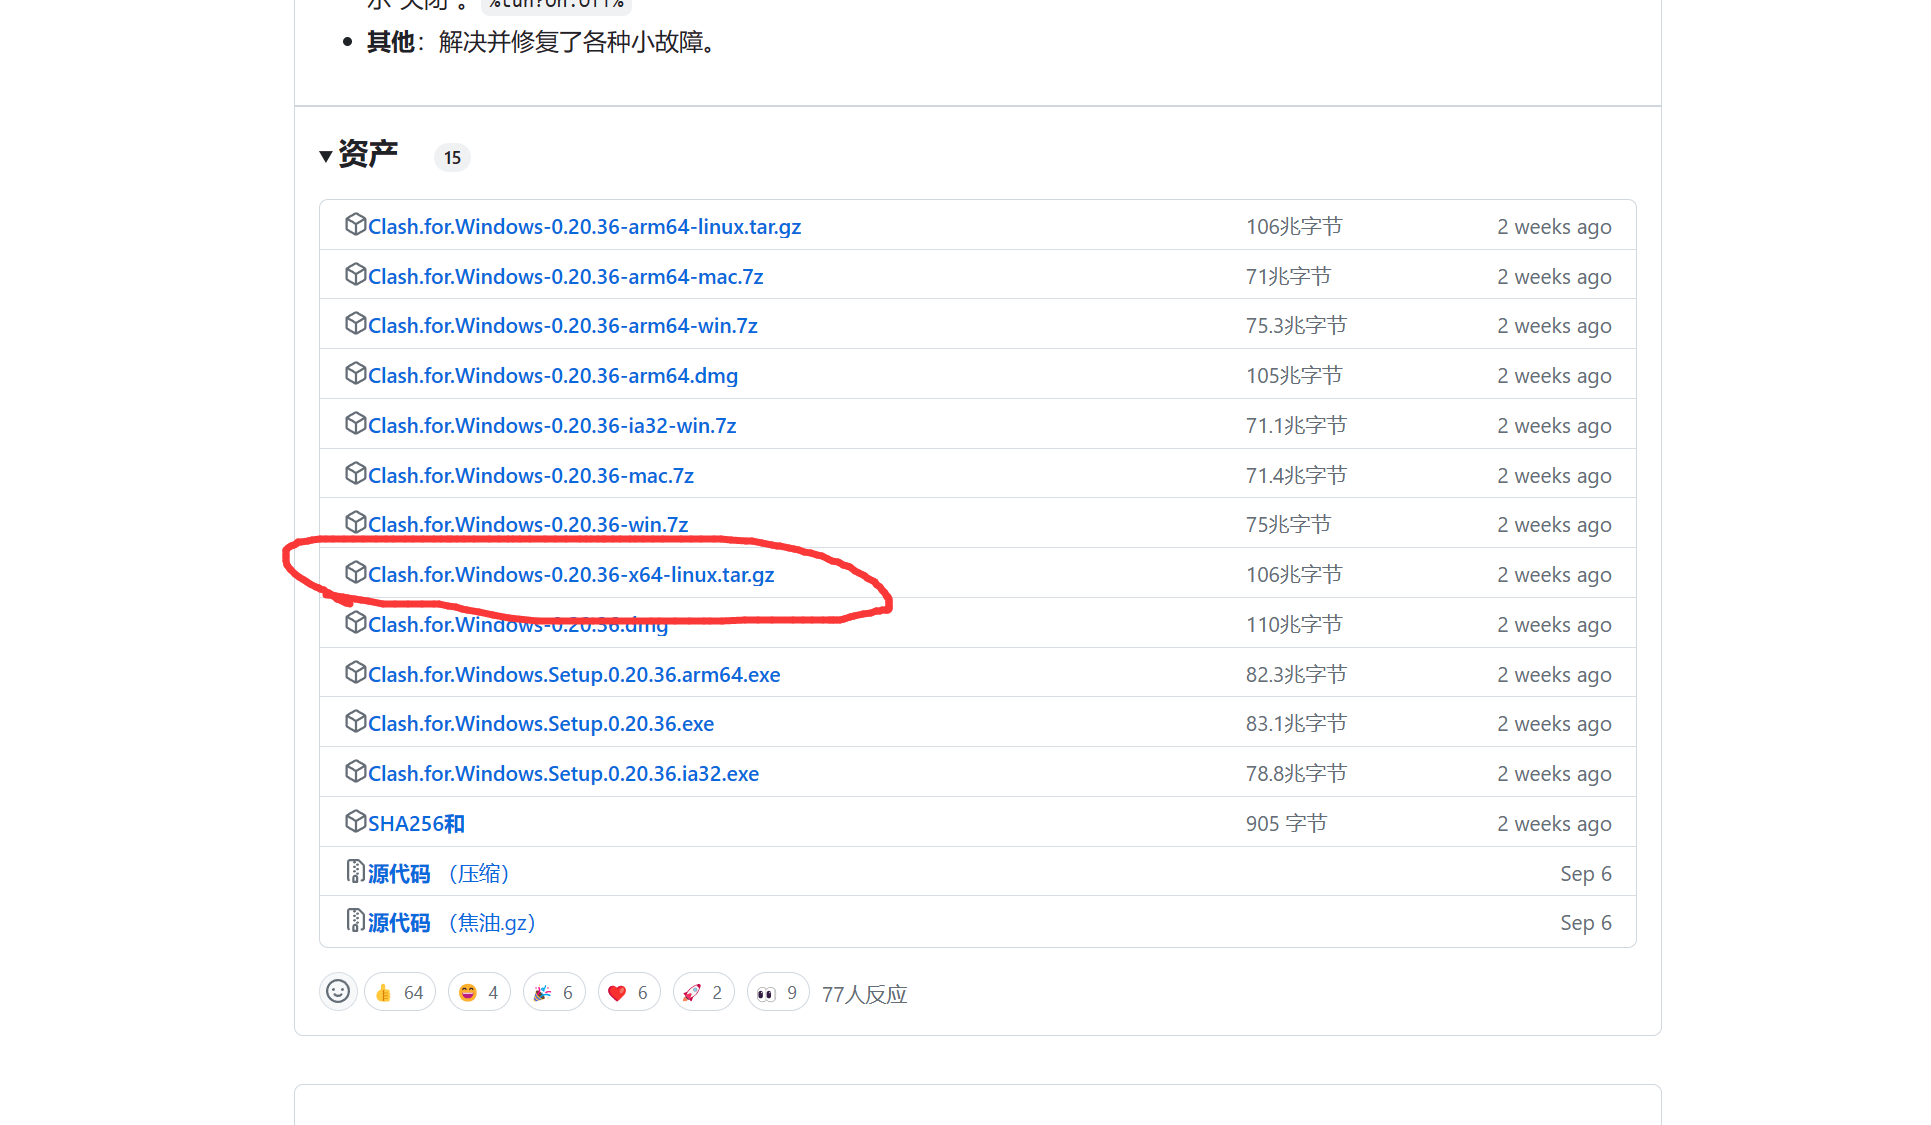 示“关闭”。 %tun?on:off%
其他：解决并修复了各种小故障。
资产 15
Clash.for.Windows-0.20.36-arm64-linux.tar.gz 106兆字节 2 weeks ago
Clash.for.Windows-0.20.36-arm64-mac.7z 71兆字节 2 weeks ago
Clash.for.Windows-0.20.36-arm64-win.7z 75.3兆字节 2 weeks ago
Clash.for.Windows-0.20.36-arm64.dmg 105兆字节 2 weeks ago
Clash.for.Windows-0.20.36-ia32-win.7z 71.1兆字节 2 weeks ago
Clash.for.Windows-0.20.36-mac.7z 71.4兆字节 2 weeks ago
Clash.for.Windows-0.20.36-win.7z 75兆字节 2 weeks ago
Clash.for.Windows-0.20.36-x64-linux.tar.gz 106兆字节 2 weeks ago
Clash.for.Windows-0.20.36.dmg 110兆字节 2 weeks ago
Clash.for.Windows.Setup.0.20.36.arm64.exe 82.3兆字节 2 weeks ago
Clash.for.Windows.Setup.0.20.36.exe 83.1兆字节 2 weeks ago
Clash.for.Windows.Setup.0.20.36.ia32.exe 78.8兆字节 2 weeks ago
SHA256和 905 字节 2 weeks ago
源代码 （压缩） Sep 6
源代码 （焦油.gz） Sep 6
64 4 6 6 2 9 77人反应